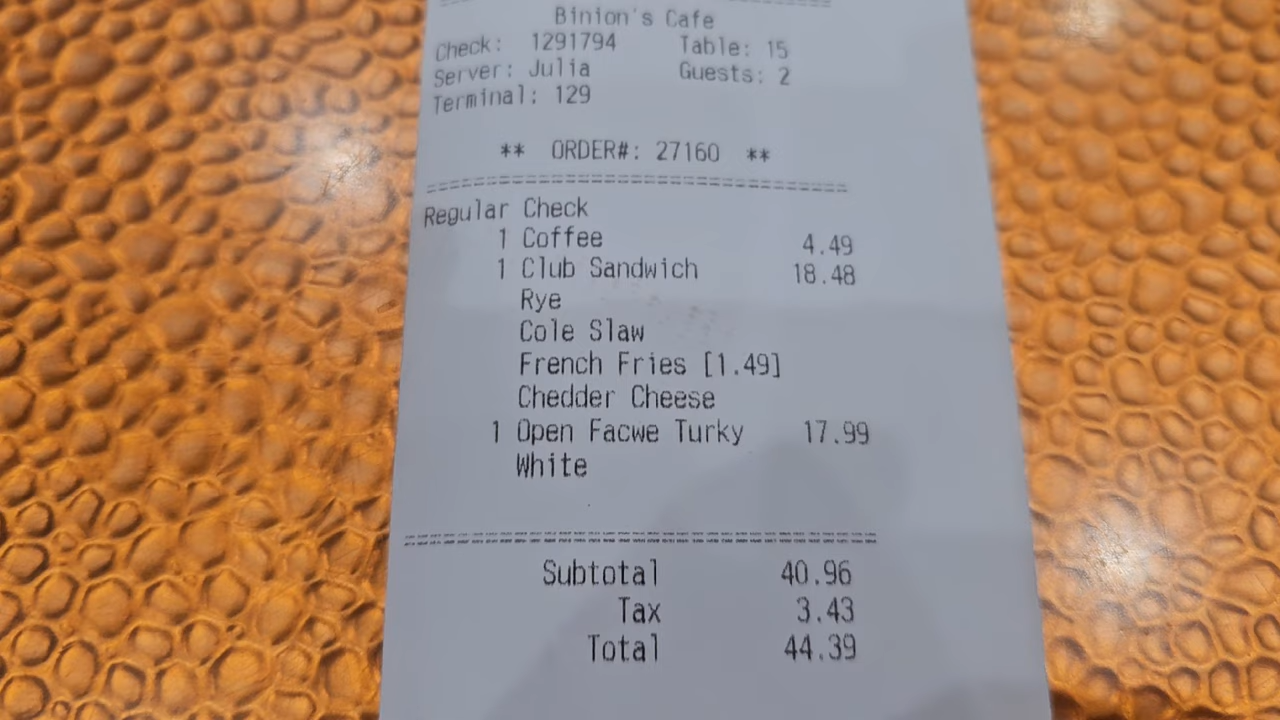 Binion's Cafe
Check: 1291794 Table: 15
Server: Julia Guests: 2
Terminal: 129
** ORDER#: 27160 **
Regular Check
1 Coffee 4.49
1 Club Sandwich 18.48
Rye
Cole Slaw
French Fries [1.49]
Chedder Cheese
1 Open Facwe Turky 17.99
White
Subtotal 40.96
Tax 3.43
Total 44.39